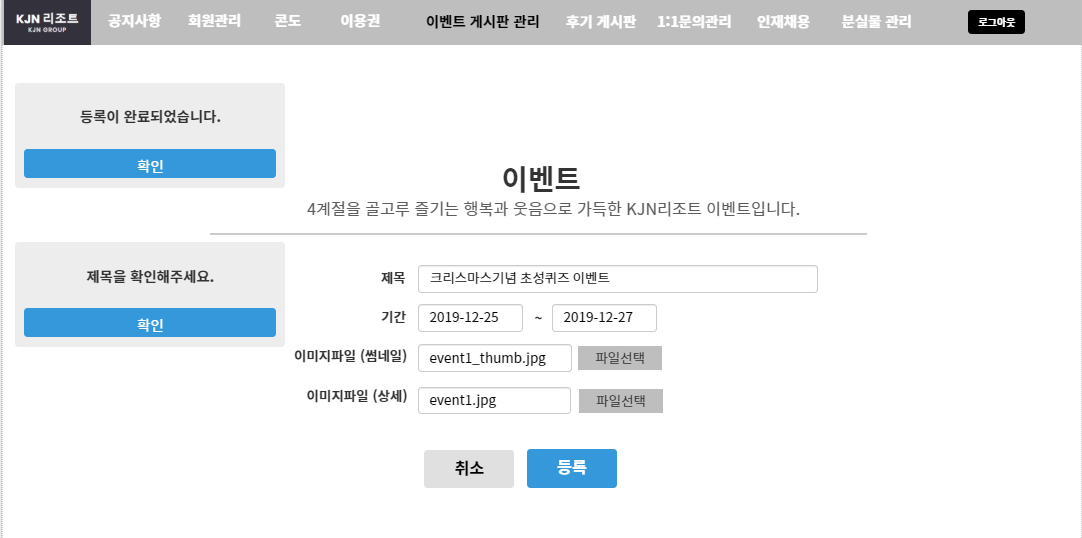 KJN 리조트
KJN GROUP
공지사항 회원관리 콘도 이용권 이벤트 게시판 관리 후기 게시판 1:1문의관리 인재채용 분실물 관리 로그아웃
등록이 완료되었습니다.
확인
이벤트
4계절을 골고루 즐기는 행복과 웃음으로 가득한 KJN리조트 이벤트입니다.
제목을 확인해주세요.
확인
제목 크리스마스기념 초성퀴즈 이벤트
기간 2019-12-25 ~ 2019-12-27
이미지파일 (썸네일) event1_thumb.jpg 파일선택
이미지파일 (상세) event1.jpg 파일선택
취소 등록